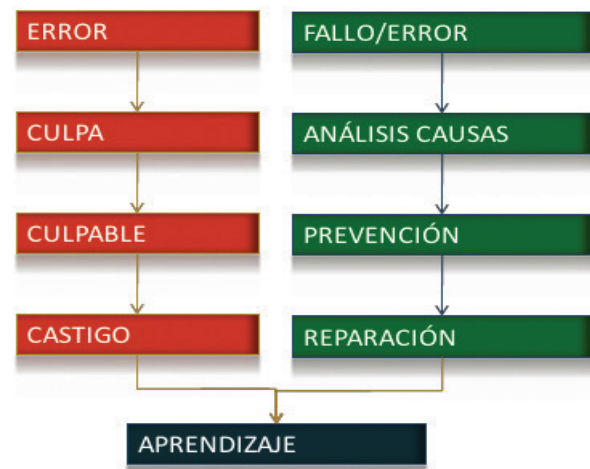 ERROR
CULPA
CULPABLE
CASTIGO
FALLO/ERROR
ANÁLISIS CAUSAS
PREVENCIÓN
REPARACIÓN
APRENDIZAJE